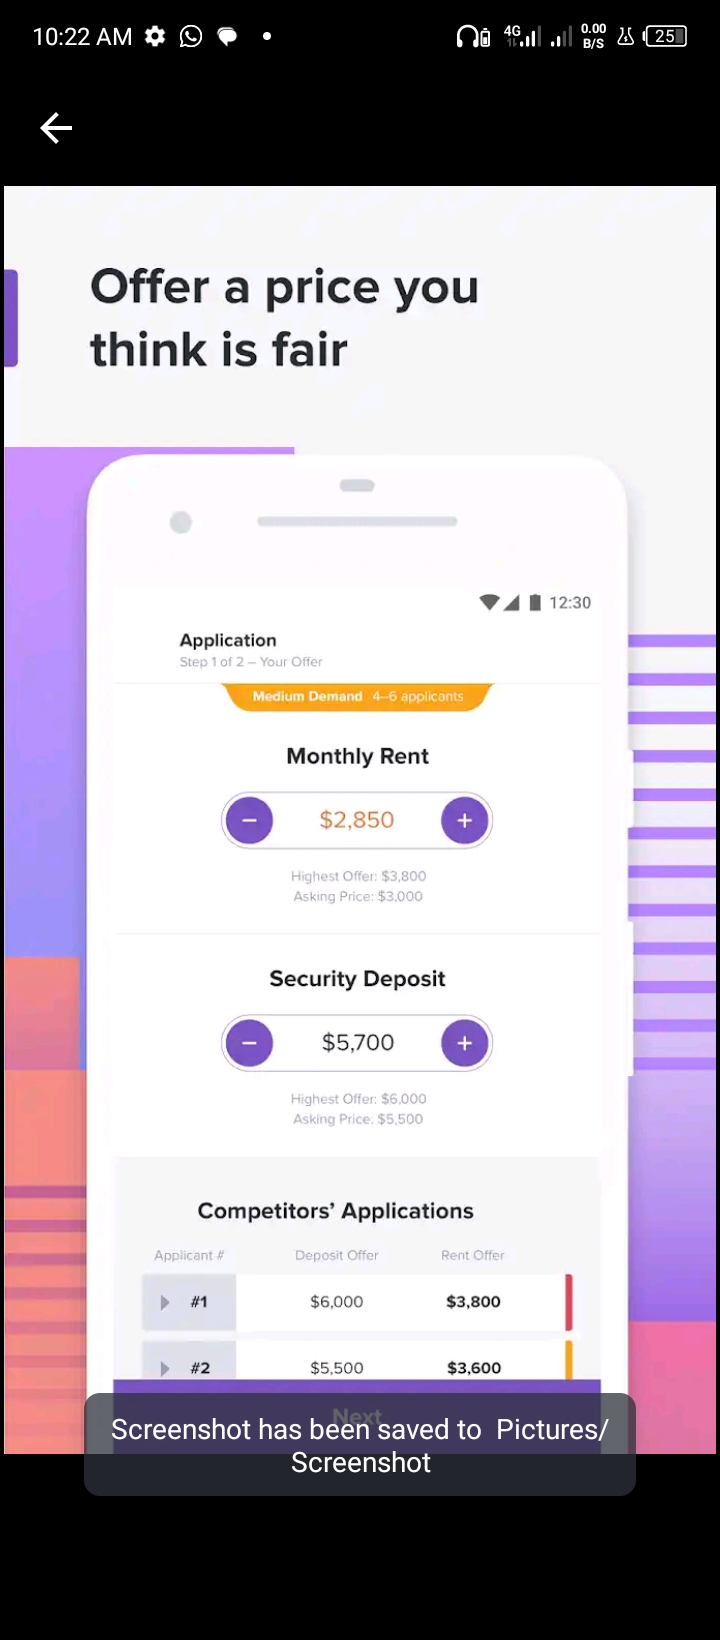 10:22 AM
4G
0.00
B/S
25
Offer a price you
think is fair
12:30
Application
Step 1 of 2 – Your Offer
Medium Demand 4–6 applicants
Monthly Rent
− $2,850 +
Highest Offer: $3,800
Asking Price: $3,000
Security Deposit
− $5,700 +
Highest Offer: $6,000
Asking Price: $5,500
Competitors’ Applications
Applicant # Deposit Offer Rent Offer
#1 $6,000 $3,800
#2 $5,500 $3,600
Next
Screenshot has been saved to Pictures/
Screenshot